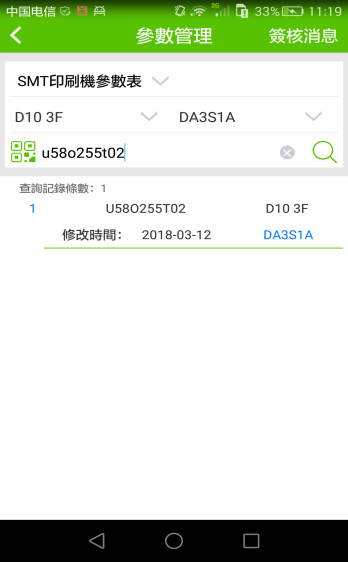 中国电信 2G 33% 11:19
參數管理 簽核消息
SMT印刷機參數表
D10 3F DA3S1A
u58o255t02
查詢記錄條數：1
1 U58O255T02 D10 3F
修改時間： 2018-03-12 DA3S1A